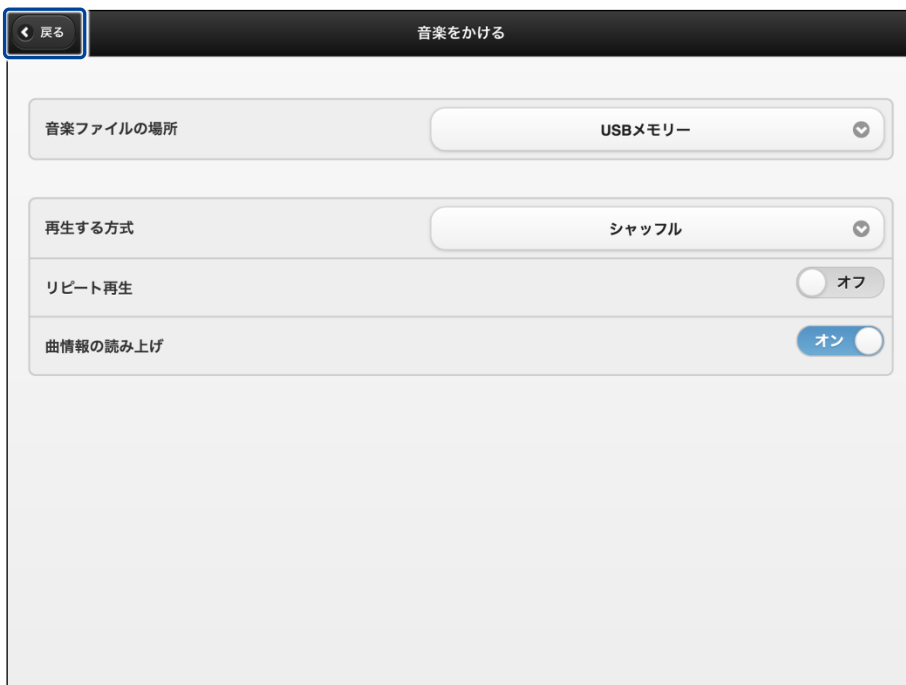 戻る
音楽をかける
音楽ファイルの場所
USBメモリー
再生する方式
シャッフル
リピート再生
オフ
曲情報の読み上げ
オン